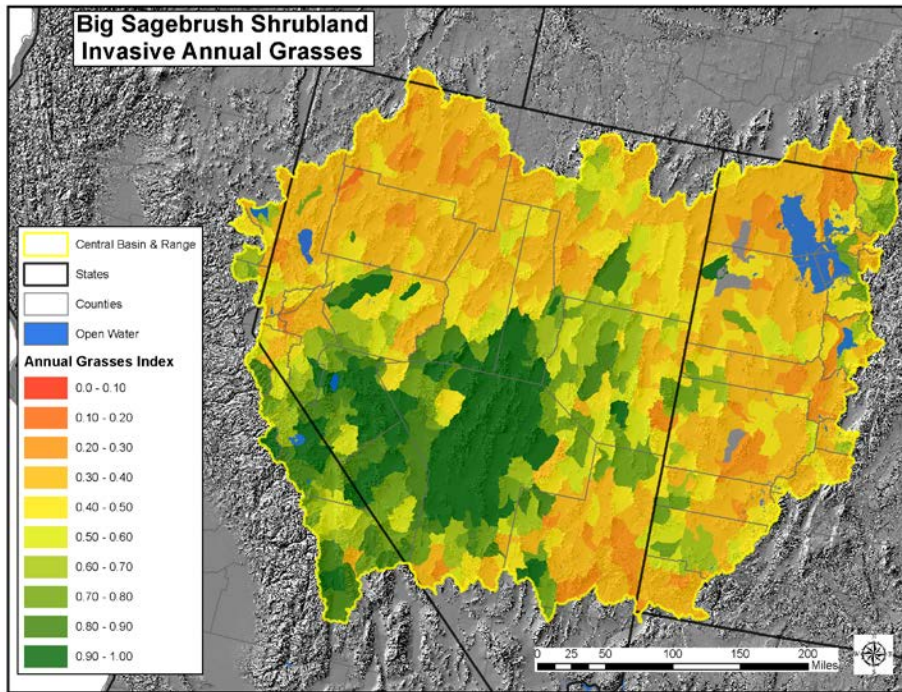 Big Sagebrush Shrubland
Invasive Annual Grasses
Central Basin & Range
States
Counties
Open Water
Annual Grasses Index
0.0 - 0.10
0.10 - 0.20
0.20 - 0.30
0.30 - 0.40
0.40 - 0.50
0.50 - 0.60
0.60 - 0.70
0.70 - 0.80
0.80 - 0.90
0.90 - 1.00
0 25 50 100 150 200
Miles